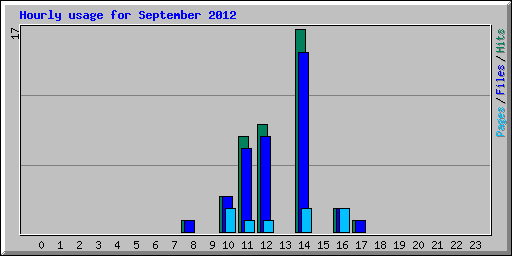 Hourly usage for September 2012
17
Pages/Files/Hits
0 1 2 3 4 5 6 7 8 9 10 11 12 13 14 15 16 17 18 19 20 21 22 23